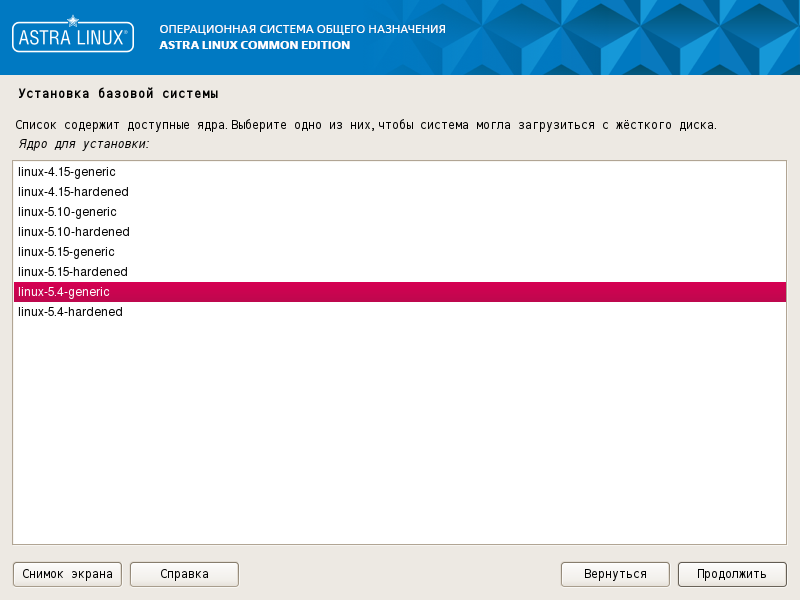 ASTRA LINUX®
ОПЕРАЦИОННАЯ СИСТЕМА ОБЩЕГО НАЗНАЧЕНИЯ
ASTRA LINUX COMMON EDITION
Установка базовой системы
Список содержит доступные ядра. Выберите одно из них, чтобы система могла загрузиться с жёсткого диска.
Ядро для установки:
linux-4.15-generic
linux-4.15-hardened
linux-5.10-generic
linux-5.10-hardened
linux-5.15-generic
linux-5.15-hardened
linux-5.4-generic
linux-5.4-hardened
Снимок экрана Справка Вернуться Продолжить